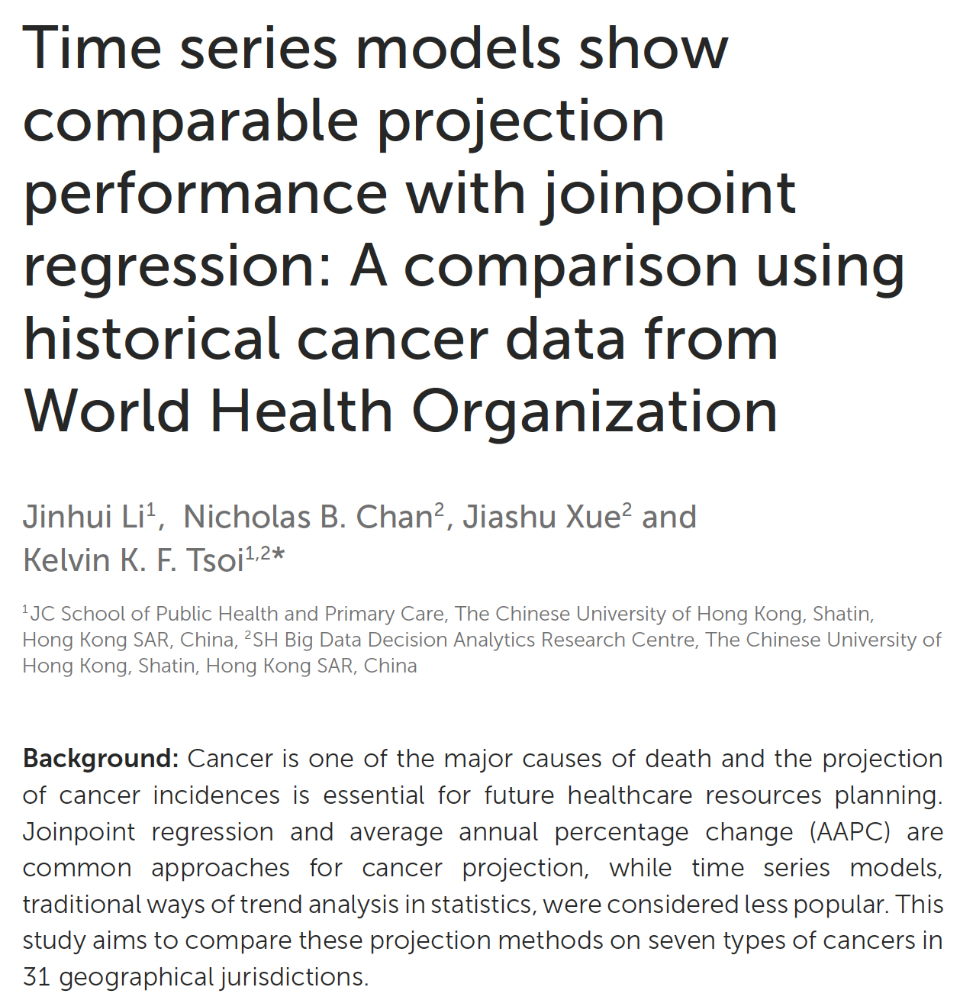 Time series models show
comparable projection
performance with joinpoint
regression: A comparison using
historical cancer data from
World Health Organization
Jinhui Li1, Nicholas B. Chan2, Jiashu Xue2 and
Kelvin K. F. Tsoi1,2*
1JC School of Public Health and Primary Care, The Chinese University of Hong Kong, Shatin,
Hong Kong SAR, China, 2SH Big Data Decision Analytics Research Centre, The Chinese University of
Hong Kong, Shatin, Hong Kong SAR, China
Background: Cancer is one of the major causes of death and the projection
of cancer incidences is essential for future healthcare resources planning.
Joinpoint regression and average annual percentage change (AAPC) are
common approaches for cancer projection, while time series models,
traditional ways of trend analysis in statistics, were considered less popular. This
study aims to compare these projection methods on seven types of cancers in
31 geographical jurisdictions.